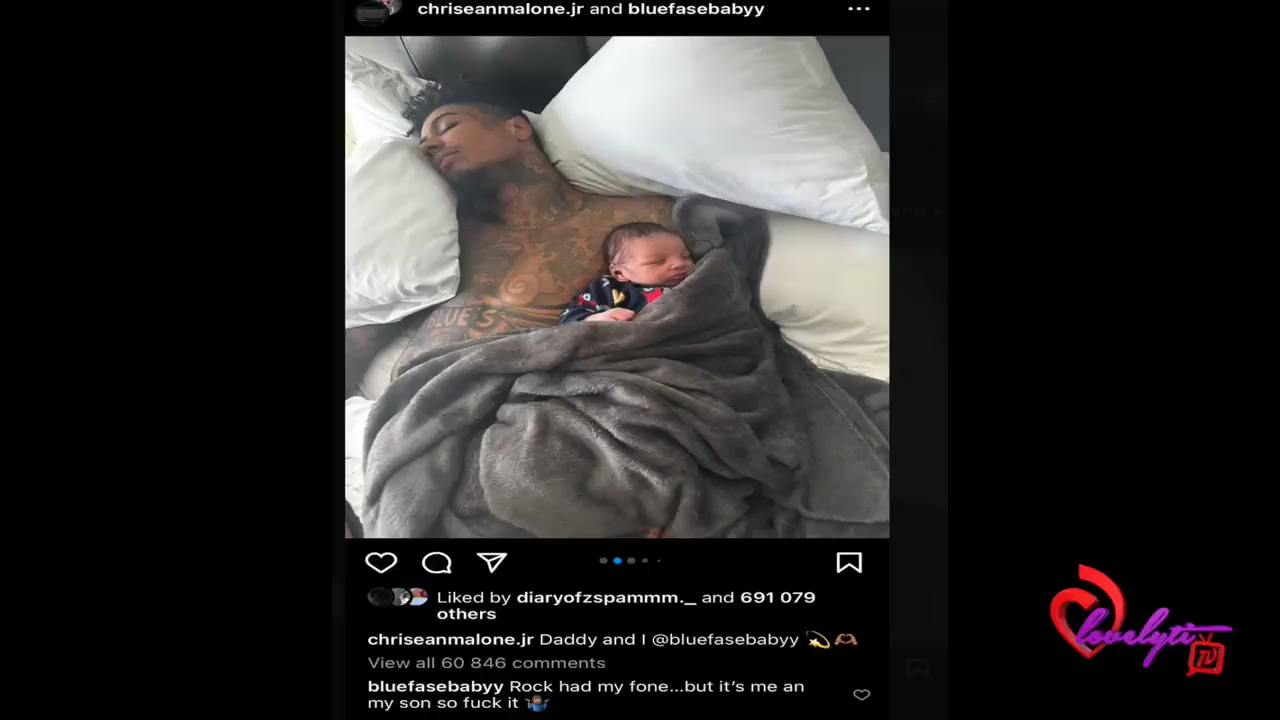 chriseanmalone.jr and bluefasebabyy
BLUE'S
Liked by diaryofzspammm._ and 691 079
others
chriseanmalone.jr Daddy and I @bluefasebabyy 💫🫶🏽
View all 60 846 comments
bluefasebabyy Rock had my fone...but it's me an
my son so fuck it 🤷🏽‍♂️
lovelyti
TV